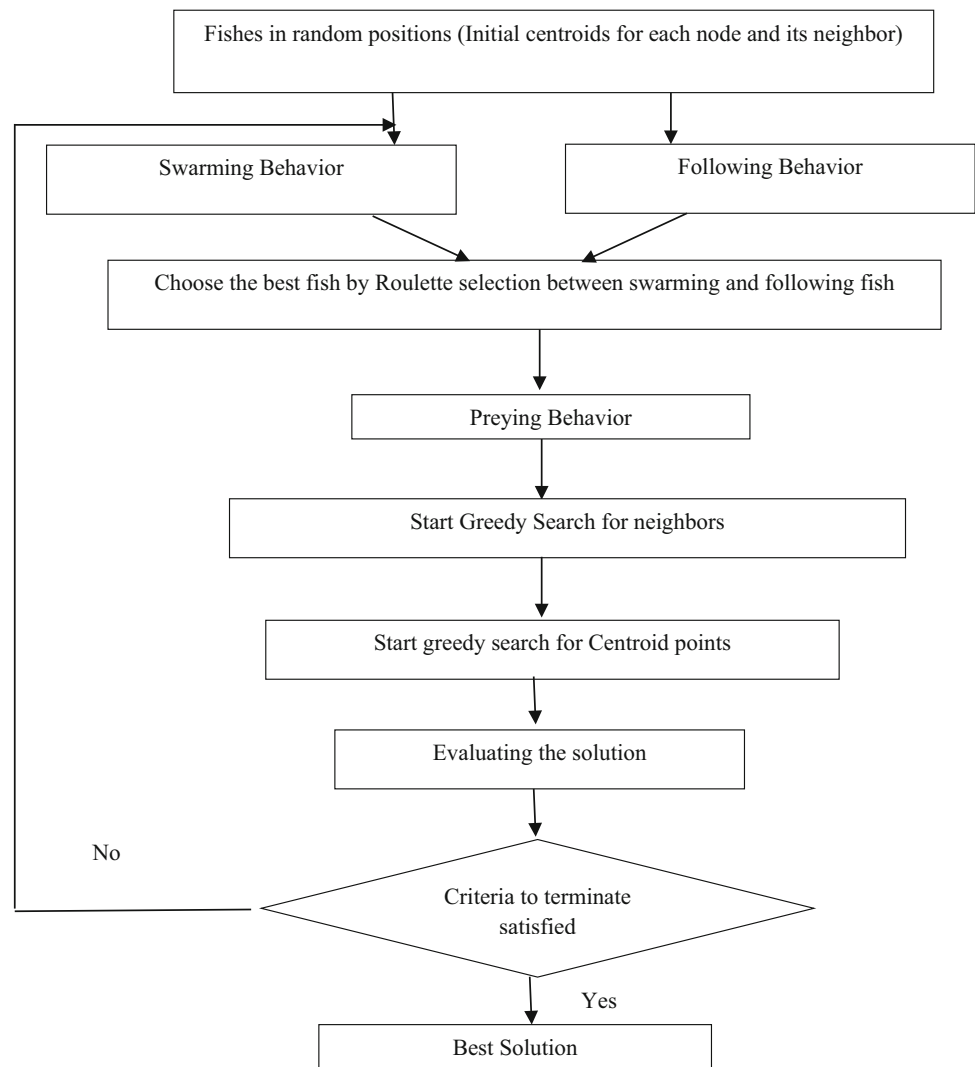 Fishes in random positions (Initial centroids for each node and its neighbor)
Swarming Behavior
Following Behavior
Choose the best fish by Roulette selection between swarming and following fish
Preying Behavior
Start Greedy Search for neighbors
Start greedy search for Centroid points
Evaluating the solution
No
Criteria to terminate
satisfied
Yes
Best Solution